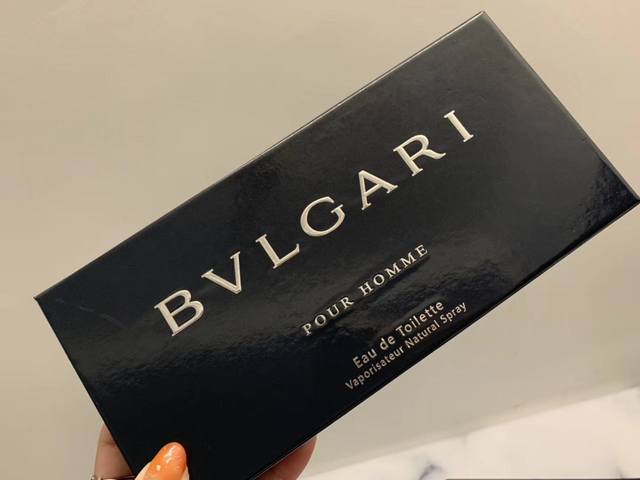 BVLGARI
POUR HOMME
Eau de Toilette
Vaporisateur Natural Spray